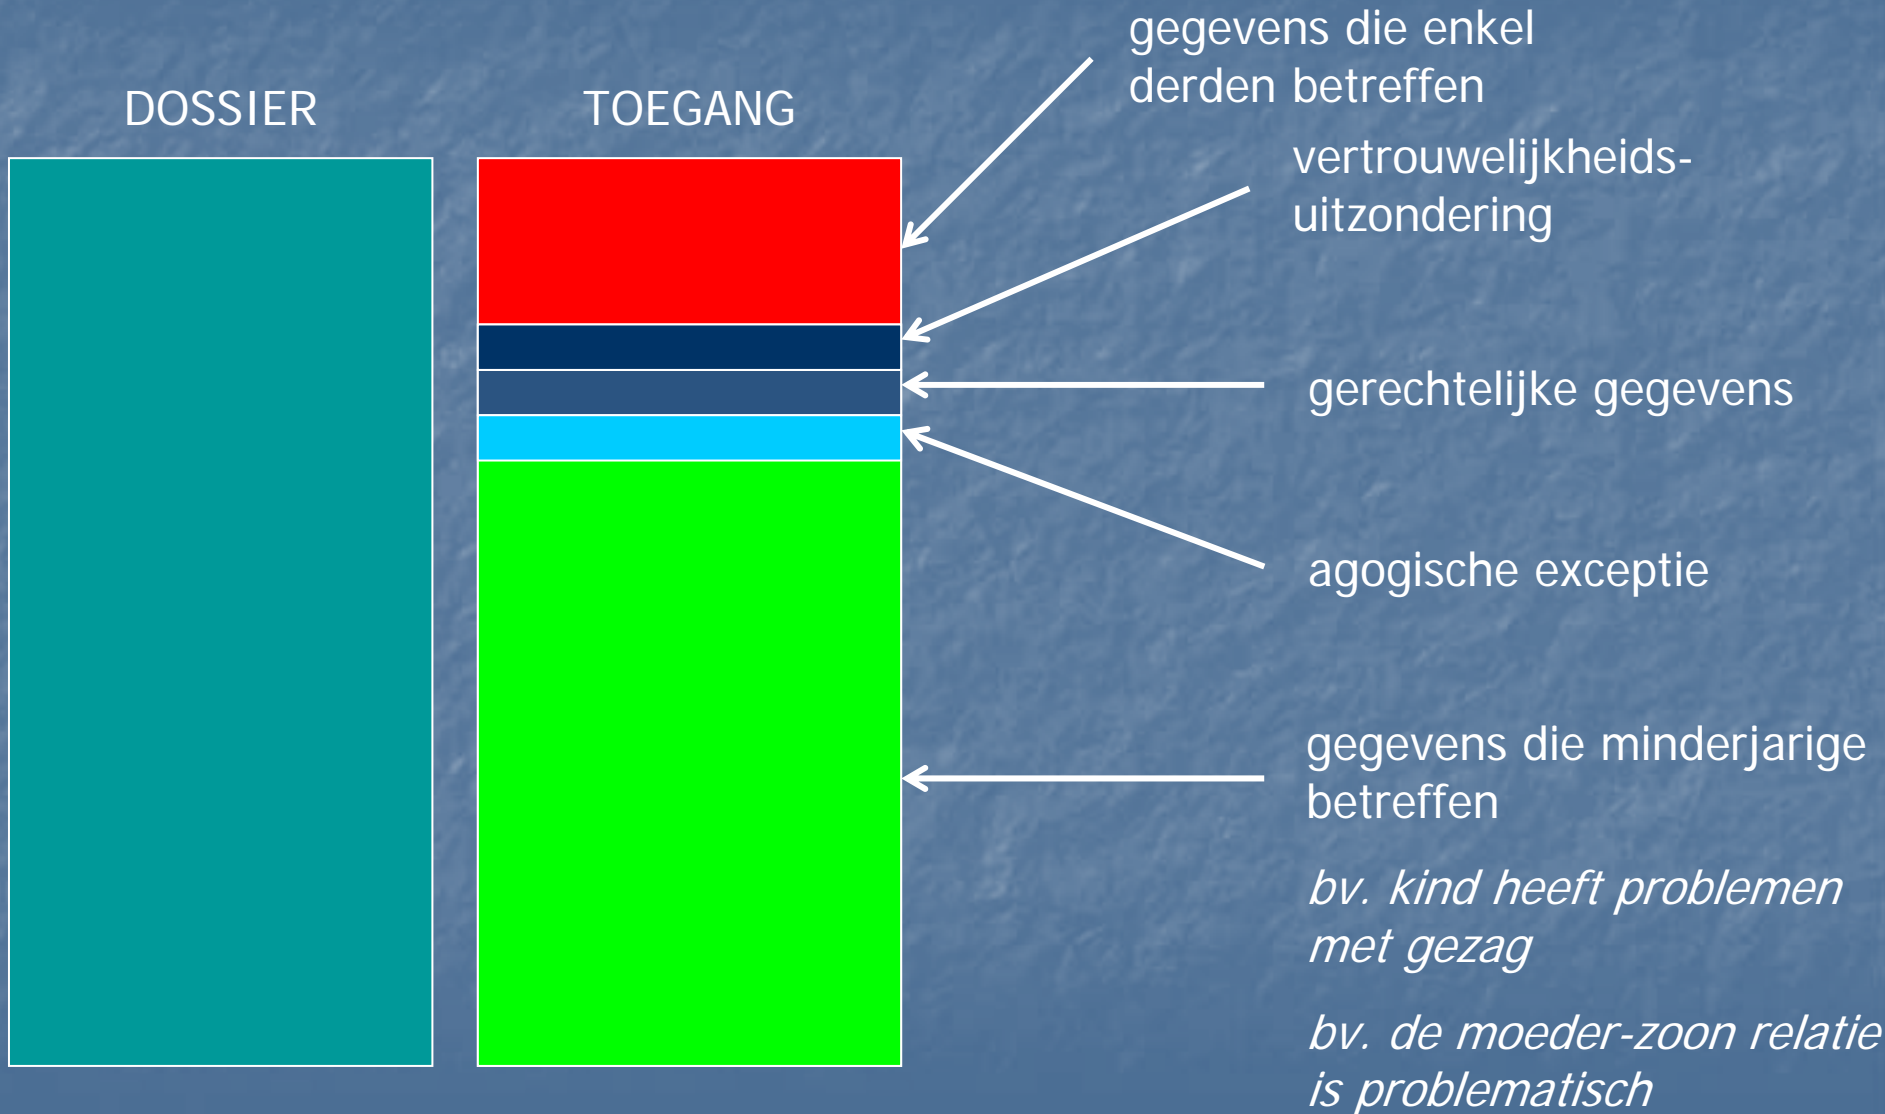 DOSSIER
TOEGANG
gegevens die enkel
derden betreffen
vertrouwelijkheids-
uitzondering
gerechtelijke gegevens
agogische exceptie
gegevens die minderjarige
betreffen
bv. kind heeft problemen
met gezag
bv. de moeder-zoon relatie
is problematisch